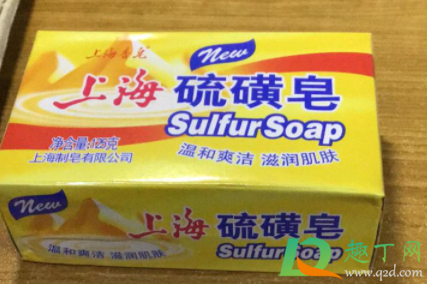 上海香皂
New
上海 硫磺皂
Sulfur Soap
温和爽洁 滋润肌肤
净含量:125克
上海制皂有限公司
New
上海 硫磺皂
Sulfur Soap
温和爽洁 滋润肌肤
趣丁网
www.q2d.com